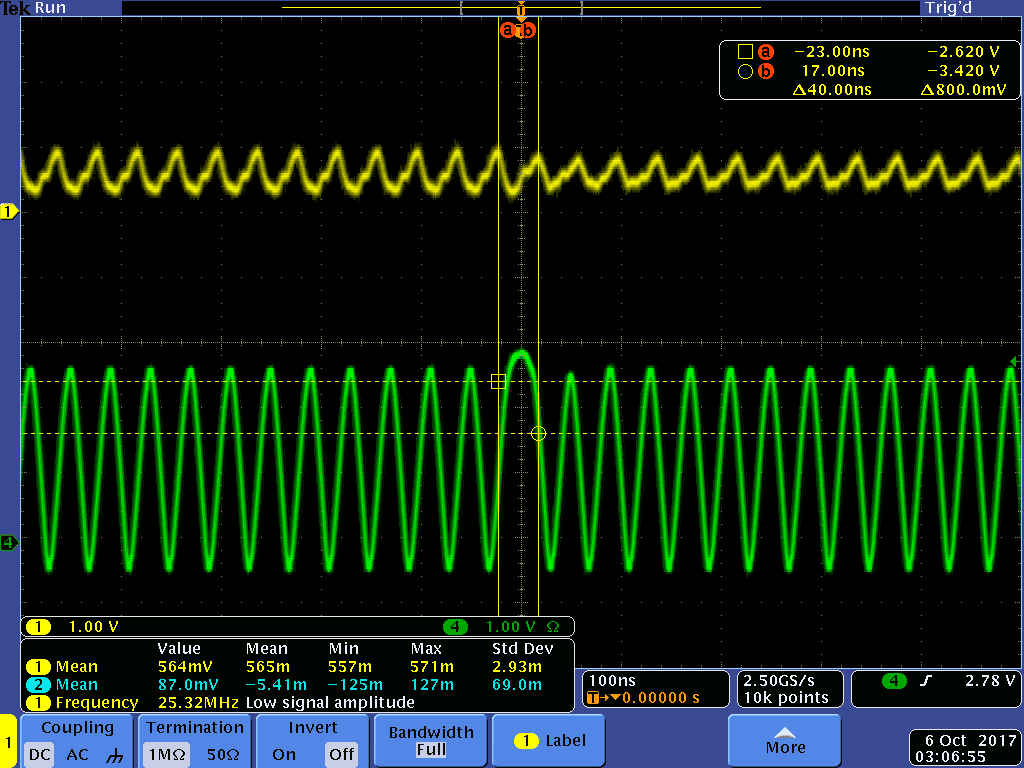 Tek Run Trig'd
a T b
a −23.00ns −2.620 V
b 17.00ns −3.420 V
Δ40.00ns Δ800.0mV
1
4
1 1.00 V 4 1.00 V Ω
Value Mean Min Max Std Dev
1 Mean 564mV 565m 557m 571m 2.93m
2 Mean 87.0mV −5.41m −125m 127m 69.0m
1 Frequency 25.32MHz Low signal amplitude
100ns
T→▼0.00000 s
2.50GS/s
10k points
4 2.78 V
1
Coupling
DC AC
Termination
1MΩ 50Ω
Invert
On Off
Bandwidth
Full
1 Label
More
6 Oct 2017
03:06:55